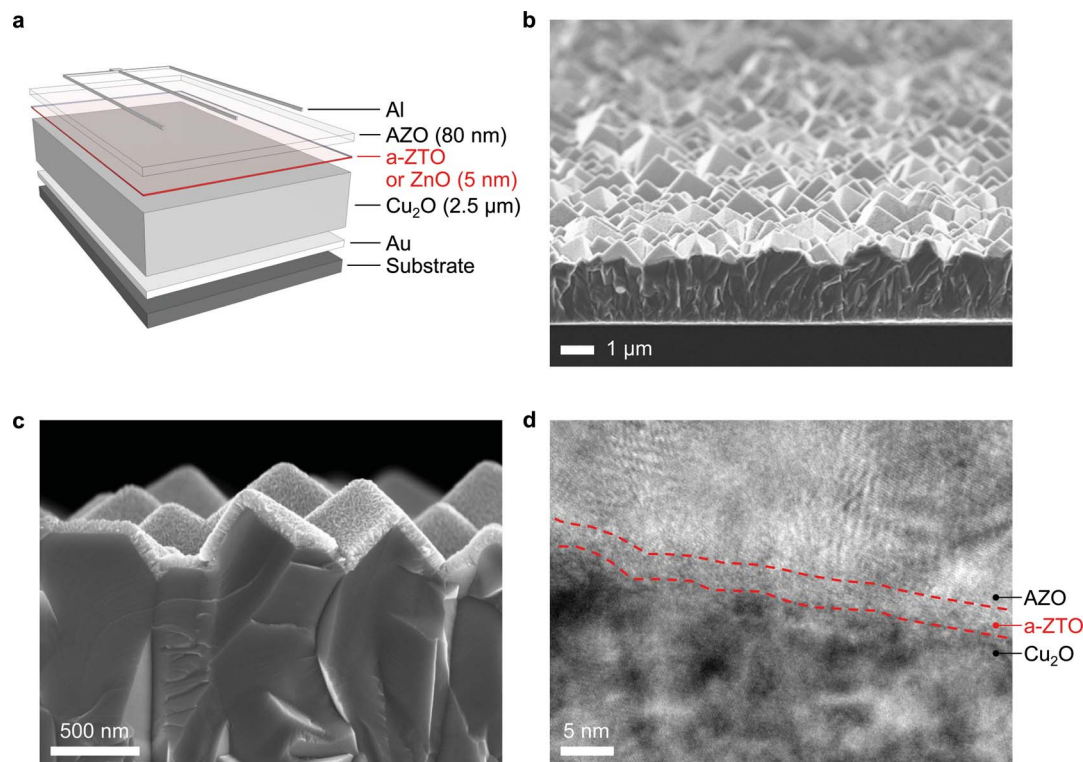 a
Al
AZO (80 nm)
a-ZTO
or ZnO (5 nm)
Cu₂O (2.5 µm)
Au
Substrate
b
1 µm
c
500 nm
d
AZO
a-ZTO
Cu₂O
5 nm